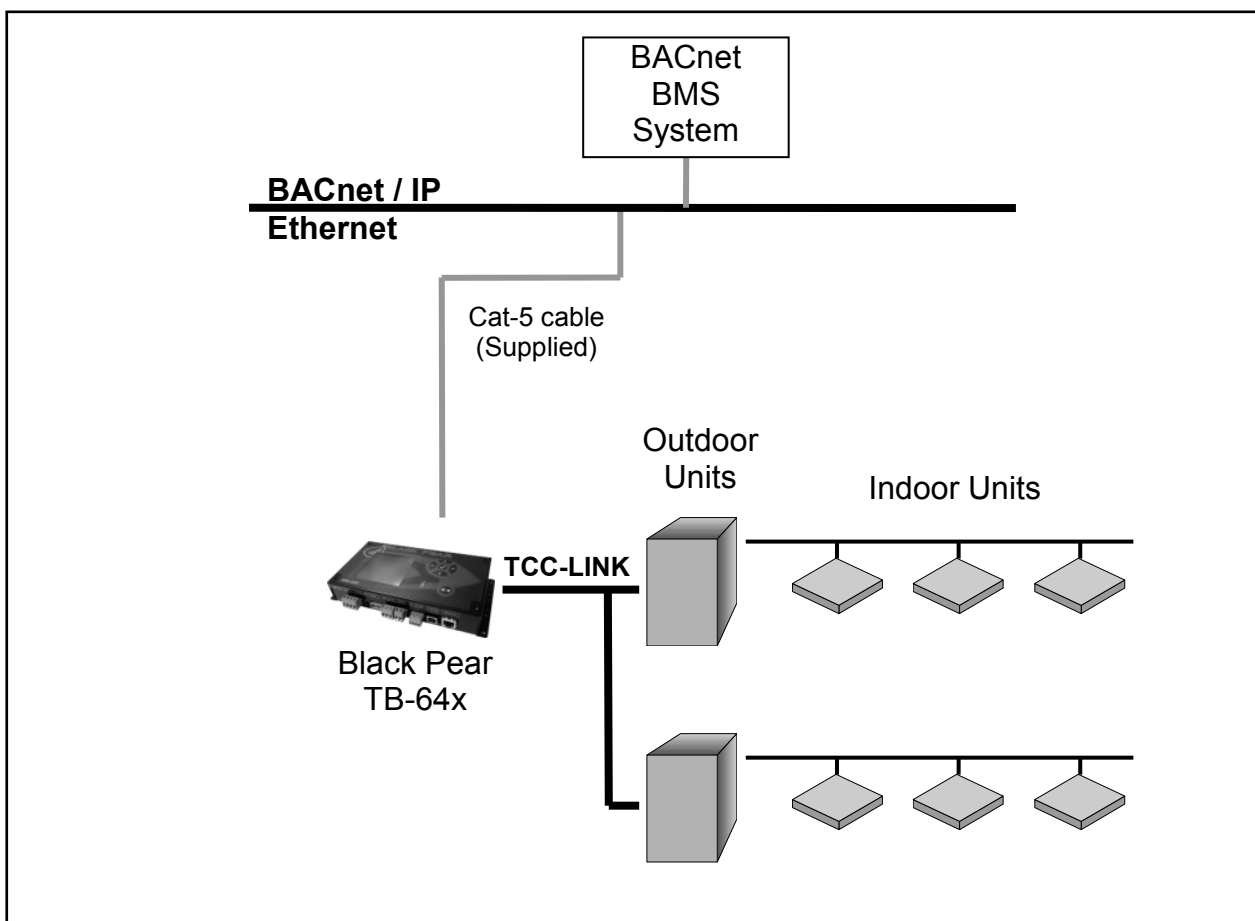 BACnet
BMS
System
BACnet / IP
Ethernet
Cat-5 cable
(Supplied)
Outdoor
Units
Indoor Units
TCC-LINK
Black Pear
TB-64x